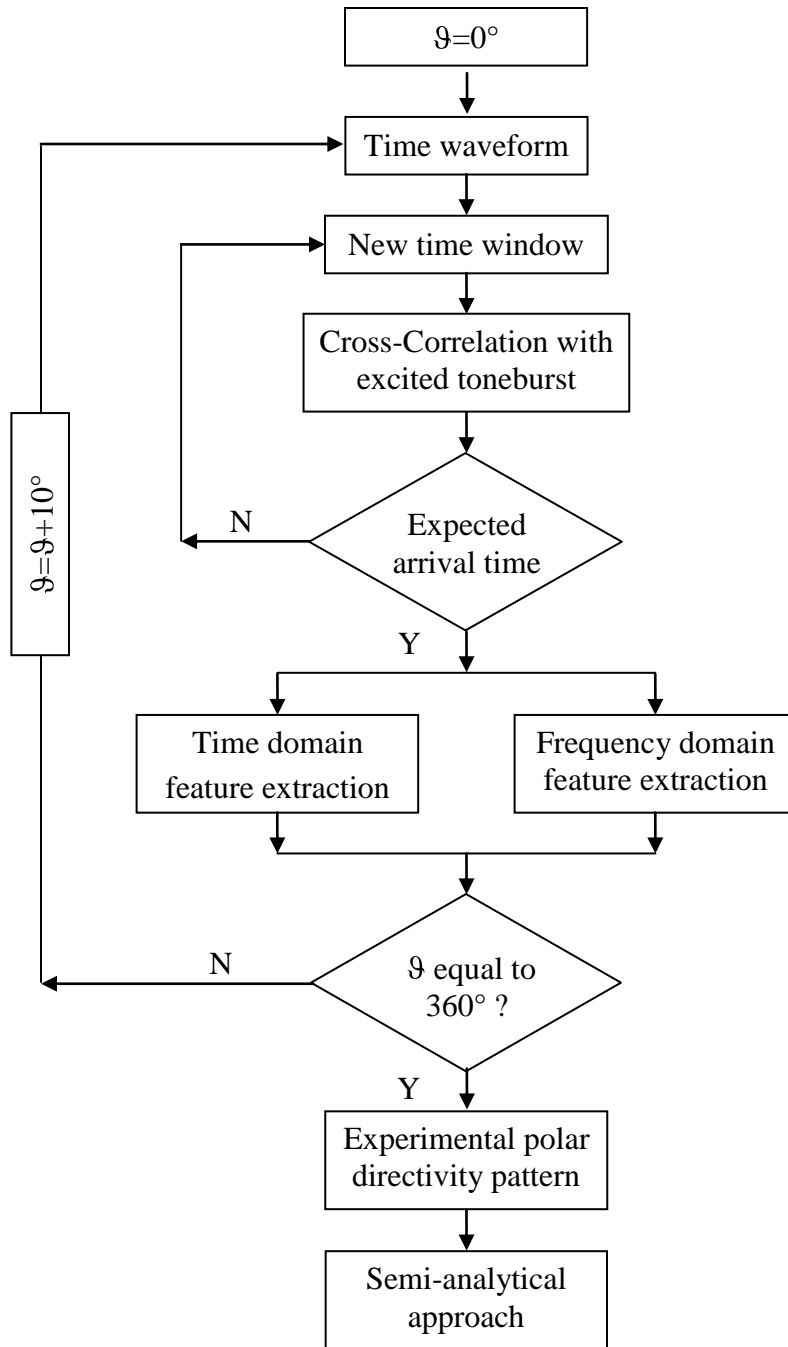 ϑ=0°
Time waveform
New time window
Cross-Correlation with
excited toneburst
ϑ=ϑ+10°
N
Expected
arrival time
Y
Time domain
feature extraction
Frequency domain
feature extraction
N
ϑ equal to
360° ?
Y
Experimental polar
directivity pattern
Semi-analytical
approach